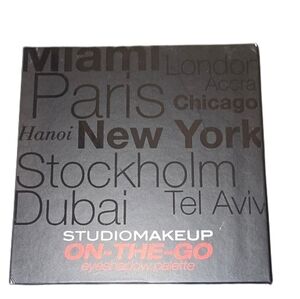 Miami
London
Accra
Paris
Chicago
Hanoi New York
Stockholm
Dubai
Tel Aviv
STUDIOMAKEUP
ON-THE-GO
eyeshadow palette